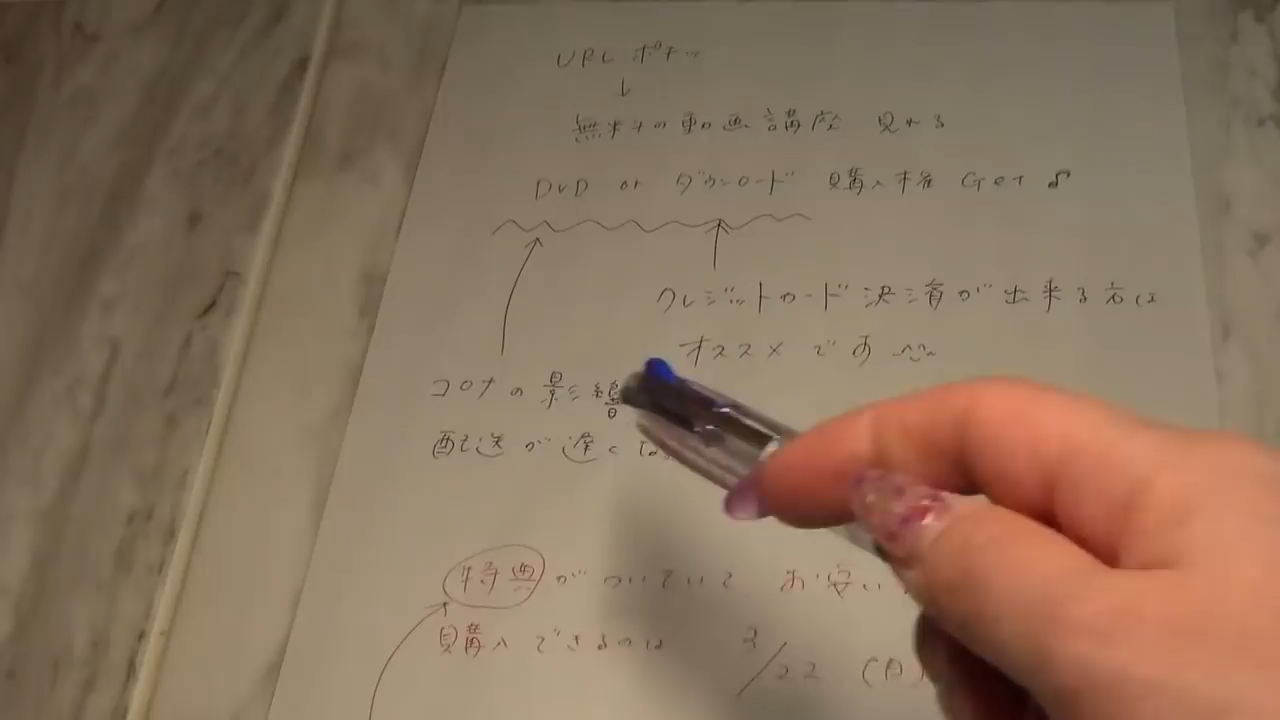 URL ポチッ
↓
無料の動画講座 見れる
DVD or ダウンロード 購入権 Get
クレジットカード決済が出来る方は
オススメです ^^
コロナの影響
配送が遅くな
特典がついていて お安い
購入できるのは 3/22 (月)